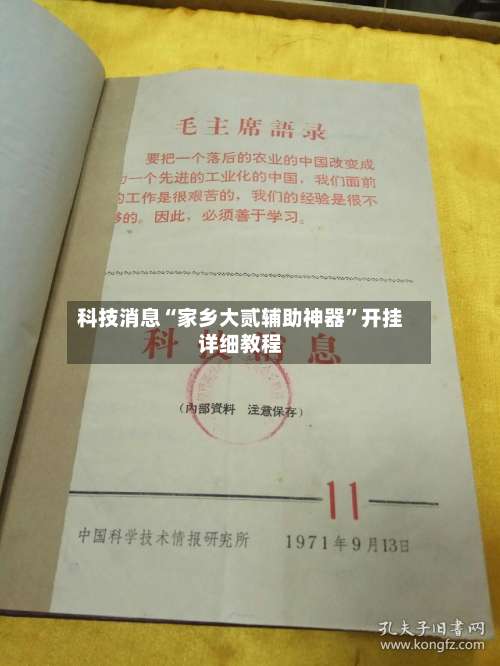 毛主席語录
要把一个落后的农业的中国改变成
一个先进的工业化的中国，我们面前
的工作是很艰苦的，我们的经验是很不
够的。因此，必须善于学习。
科技消息“家乡大贰辅助神器”开挂
详细教程
科技消息
（内部資料 注意保存）
11
中国科学技术情报研究所 1971年9月13日
孔夫子旧書网
www.kongfz.com